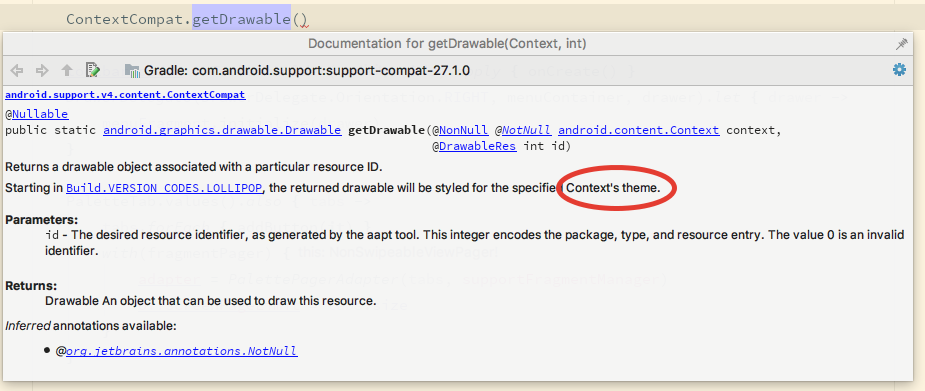 ContextCompat.getDrawable()
Documentation for getDrawable(Context, int)
Gradle: com.android.support:support-compat-27.1.0
android.support.v4.content.ContextCompat
@Nullable
public static android.graphics.drawable.Drawable getDrawable(@NonNull @NotNull android.content.Context context,
@DrawableRes int id)
Returns a drawable object associated with a particular resource ID.
Starting in Build.VERSION_CODES.LOLLIPOP, the returned drawable will be styled for the specified Context's theme.
Parameters:
id - The desired resource identifier, as generated by the aapt tool. This integer encodes the package, type, and resource entry. The value 0 is an invalid
identifier.
Returns:
Drawable An object that can be used to draw this resource.
Inferred annotations available:
• @org.jetbrains.annotations.NotNull